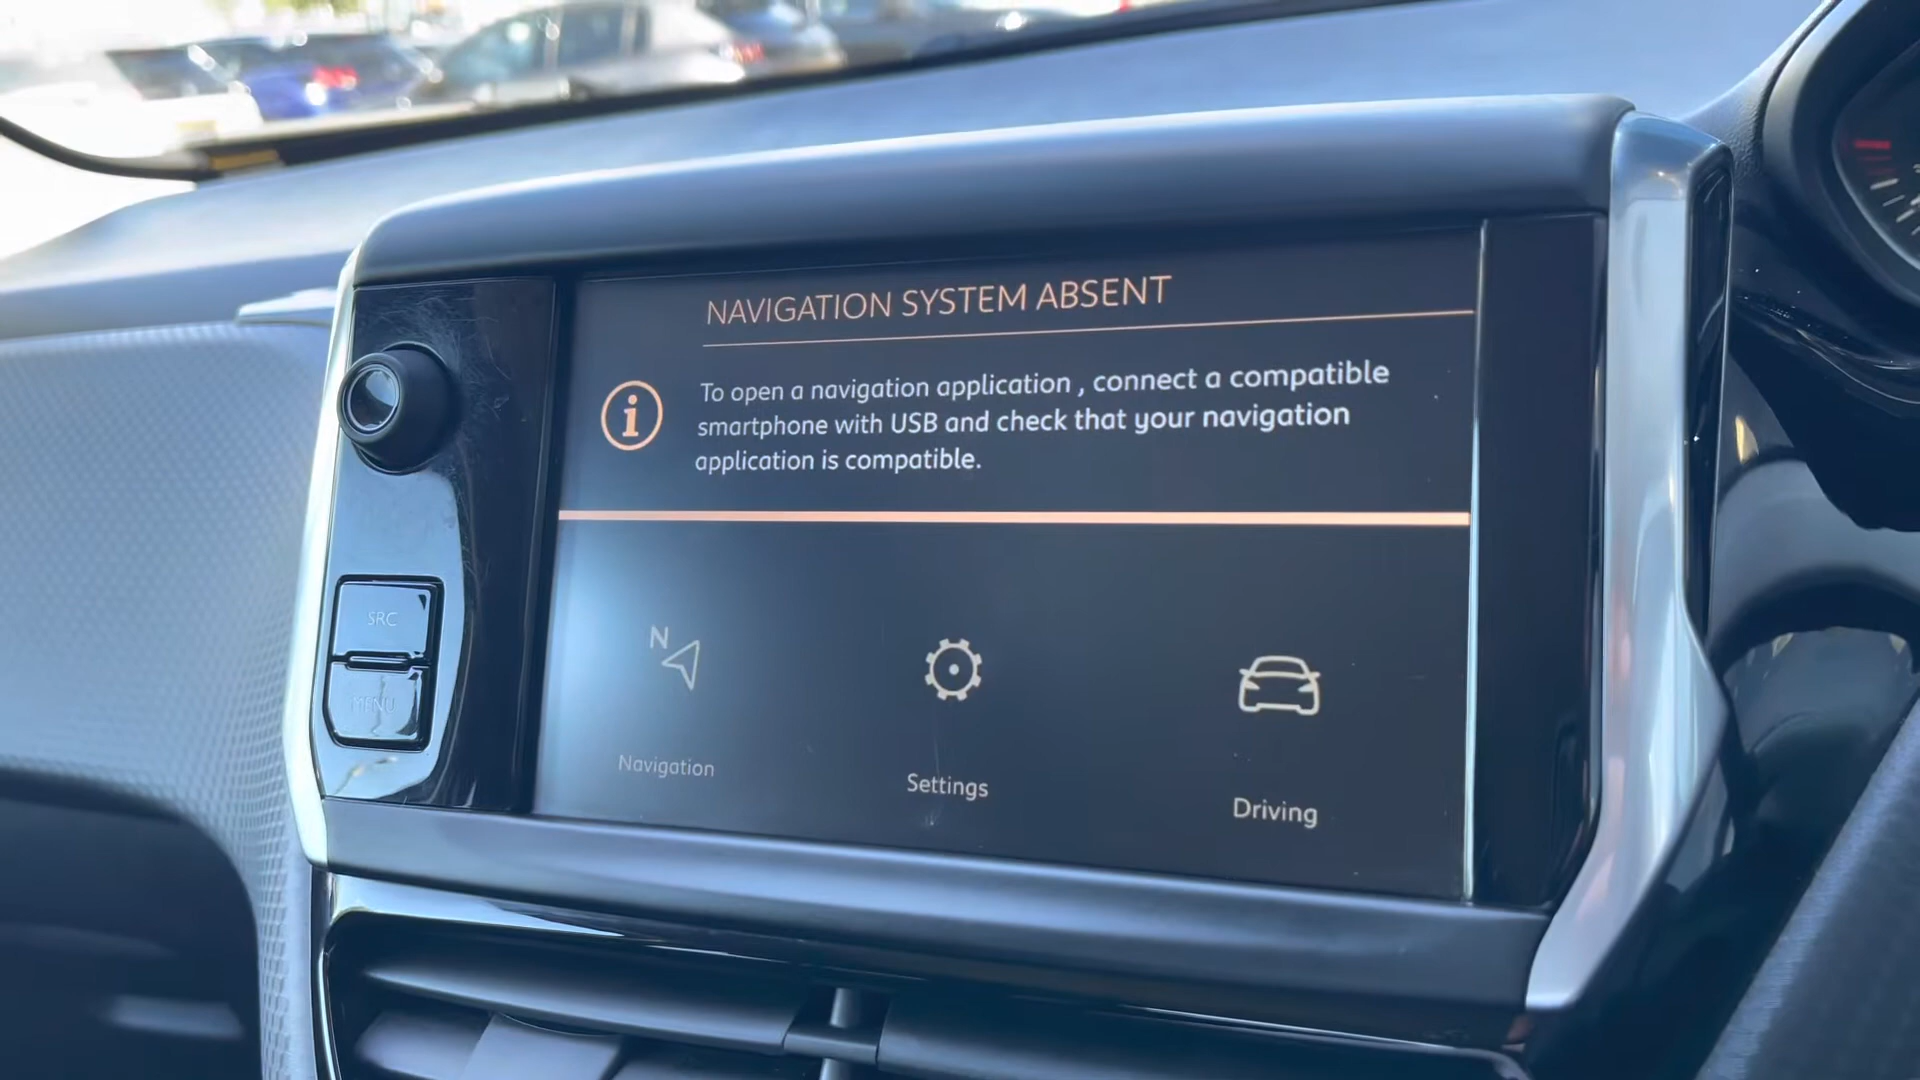 NAVIGATION SYSTEM ABSENT
To open a navigation application , connect a compatible
smartphone with USB and check that your navigation
application is compatible.
N
Navigation
Settings
Driving
SRC
MENU